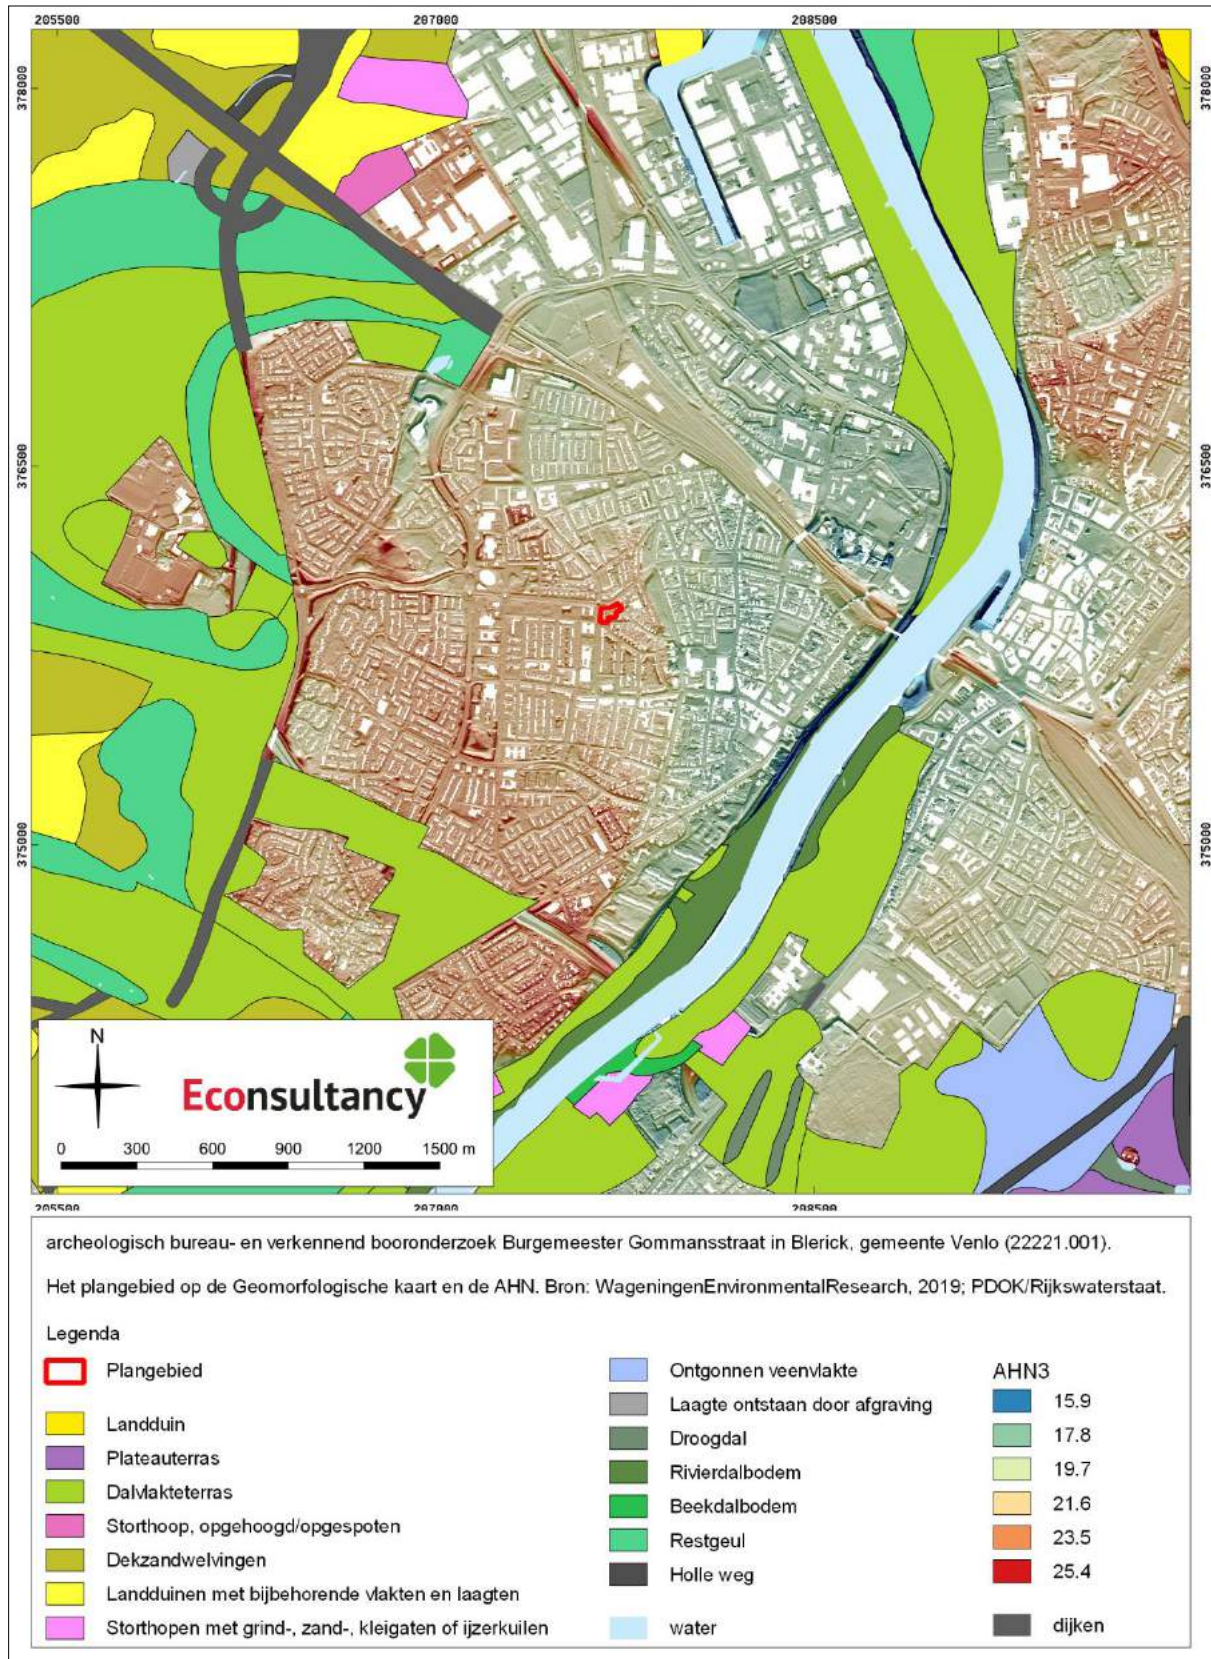 205500 207000 208500
378000 378000
376500 376500
375000 375000
N
Econsultancy
0 300 600 900 1200 1500 m
205500 207000 208500
archeologisch bureau- en verkennend booronderzoek Burgemeester Gommansstraat in Blerick, gemeente Venlo (22221.001).
Het plangebied op de Geomorfologische kaart en de AHN. Bron: WageningenEnvironmentalResearch, 2019; PDOK/Rijkswaterstaat.
Legenda
Plangebied
Landduin
Plateauterras
Dalvlakteterras
Storthoop, opgehoogd/opgespoten
Dekzandwelvingen
Landduinen met bijbehorende vlakten en laagten
Storthopen met grind-, zand-, kleigaten of ijzerkuilen
Ontgonnen veenvlakte
Laagte ontstaan door afgraving
Droogdal
Rivierdalbodem
Beekdalbodem
Restgeul
Holle weg
water
AHN3
15.9
17.8
19.7
21.6
23.5
25.4
dijken